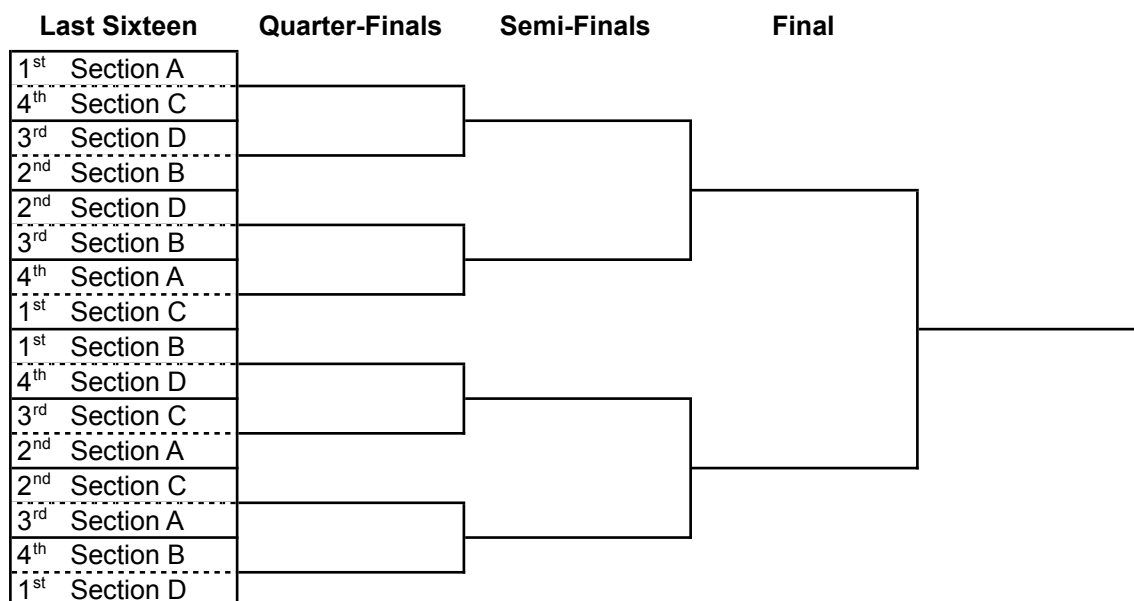 Last Sixteen Quarter-Finals Semi-Finals Final
1st Section A
4th Section C
3rd Section D
2nd Section B
2nd Section D
3rd Section B
4th Section A
1st Section C
1st Section B
4th Section D
3rd Section C
2nd Section A
2nd Section C
3rd Section A
4th Section B
1st Section D